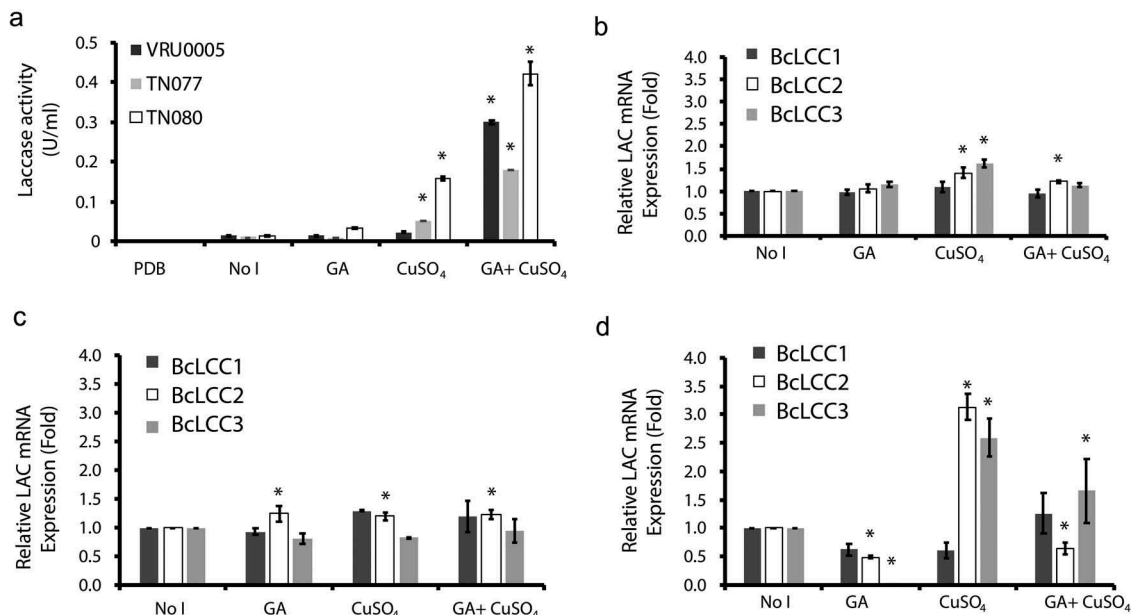 a
Laccase activity
(U/ml)
0.5
0.4
0.3
0.2
0.1
0
VRU0005
TN077
TN080
*
*
*
*
*
PDB No I GA CuSO₄ GA+ CuSO₄
b
Relative LAC mRNA
Expression (Fold)
4.0
3.5
3.0
2.5
2.0
1.5
1.0
0.5
0.0
BcLCC1
BcLCC2
BcLCC3
* * *
No I GA CuSO₄ GA+ CuSO₄
c
Relative LAC mRNA
Expression (Fold)
4.0
3.5
3.0
2.5
2.0
1.5
1.0
0.5
0.0
BcLCC1
BcLCC2
BcLCC3
* * *
No I GA CuSO₄ GA+ CuSO₄
d
Relative LAC mRNA
Expression (Fold)
4.0
3.5
3.0
2.5
2.0
1.5
1.0
0.5
0.0
BcLCC1
BcLCC2
BcLCC3
* *
*
* * *
No I GA CuSO₄ GA+ CuSO₄